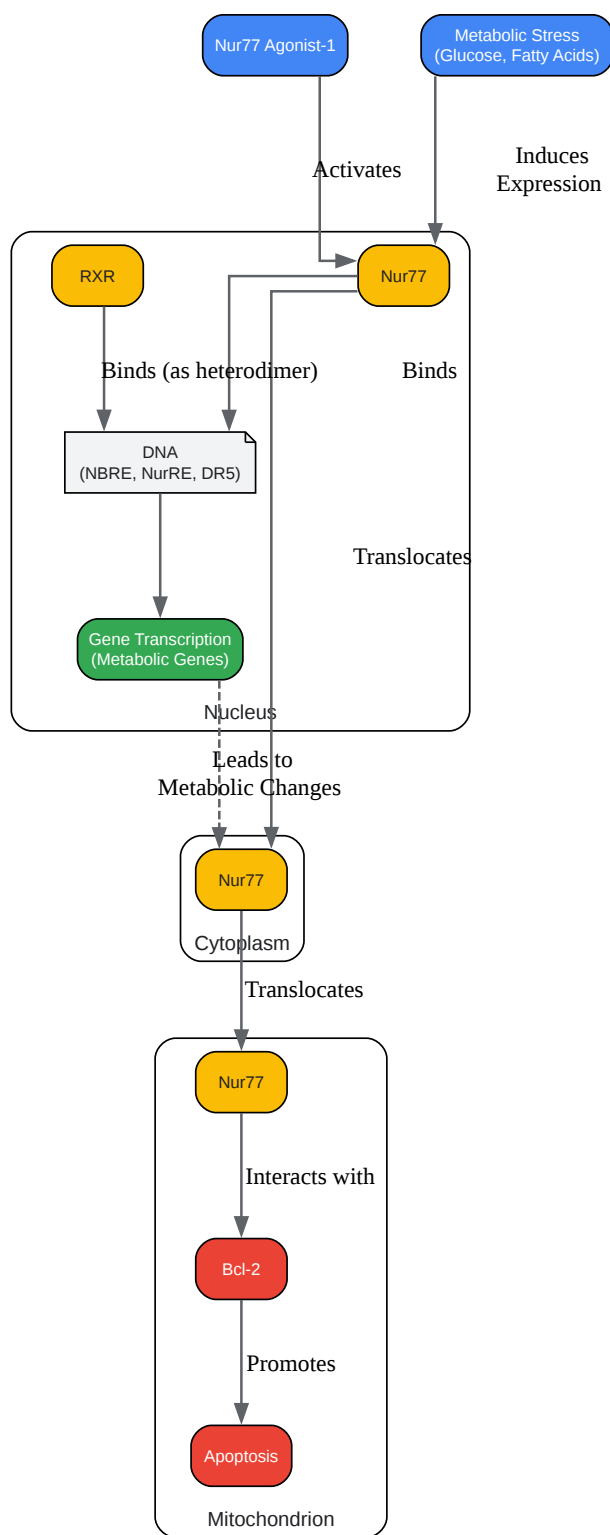 Nur77 Agonist-1
Metabolic Stress
(Glucose, Fatty Acids)
Activates
Induces
Expression
RXR
Nur77
Binds (as heterodimer)
Binds
DNA
(NBRE, NurRE, DR5)
Translocates
Gene Transcription
(Metabolic Genes)
Nucleus
Leads to
Metabolic Changes
Nur77
Cytoplasm
Translocates
Nur77
Interacts with
Bcl-2
Promotes
Apoptosis
Mitochondrion